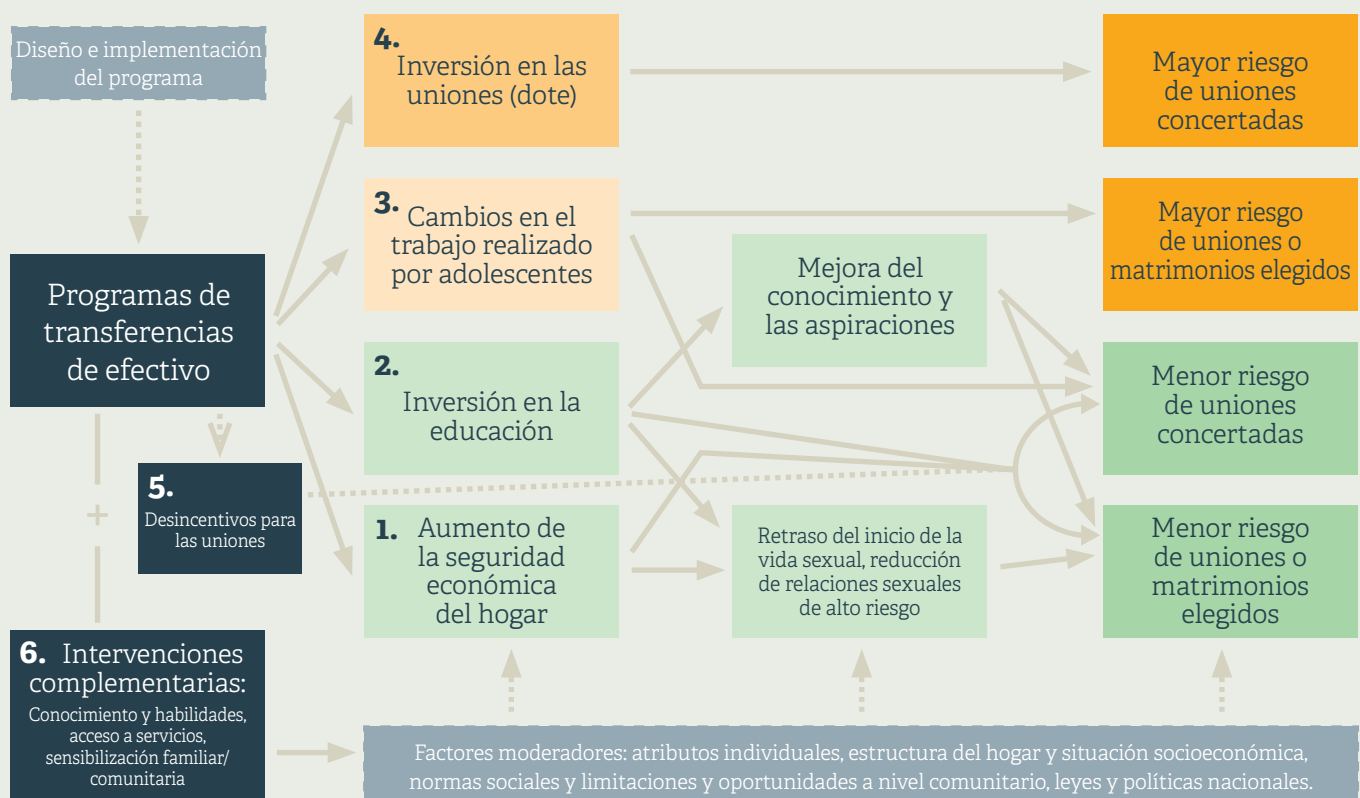 Diseño e implementación
del programa
Programas de
transferencias
de efectivo
+
5.
Desincentivos para
las uniones
6. Intervenciones
complementarias:
Conocimiento y habilidades,
acceso a servicios,
sensibilización familiar/
comunitaria
4.
Inversión en las
uniones (dote)
3. Cambios en el
trabajo realizado
por adolescentes
2.
Inversión en la
educación
1. Aumento de
la seguridad
económica
del hogar
Mejora del
conocimiento y
las aspiraciones
Retraso del inicio de la
vida sexual, reducción
de relaciones sexuales
de alto riesgo
Mayor riesgo
de uniones
concertadas
Mayor riesgo
de uniones o
matrimonios elegidos
Menor riesgo
de uniones
concertadas
Menor riesgo
de uniones o
matrimonios
elegidos
Factores moderadores: atributos individuales, estructura del hogar y situación socioeconómica,
normas sociales y limitaciones y oportunidades a nivel comunitario, leyes y políticas nacionales.